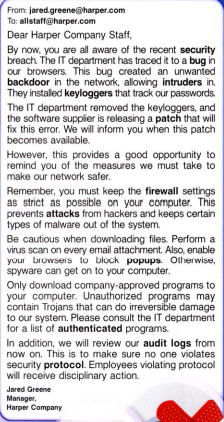 From: jared.greene@harper.com
To: allstaff@harper.com
Dear Harper Company Staff,
By now, you are all aware of the recent security
breach. The IT department has traced it to a bug in
our browsers. This bug created an unwanted
backdoor in the network, allowing intruders in.
They installed keyloggers that track our passwords.
The IT department removed the keyloggers, and
the software supplier is releasing a patch that will
fix this error. We will inform you when this patch
becomes available.
However, this provides a good opportunity to
remind you of the measures we must take to
make our network safer.
Remember, you must keep the firewall settings
as strict as possible on your computer. This
prevents attacks from hackers and keeps certain
types of malware out of the system.
Be cautious when downloading files. Perform a
virus scan on every email attachment. Also, enable
your browsers to block popups. Otherwise,
spyware can get on to your computer.
Only download company-approved programs to
your computer. Unauthorized programs may
contain Trojans that can do irreversible damage
to our system. Please consult the IT department
for a list of authenticated programs.
In addition, we will review our audit logs from
now on. This is to make sure no one violates
security protocol. Employees violating protocol
will receive disciplinary action.
Jared Greene
Manager,
Harper Company